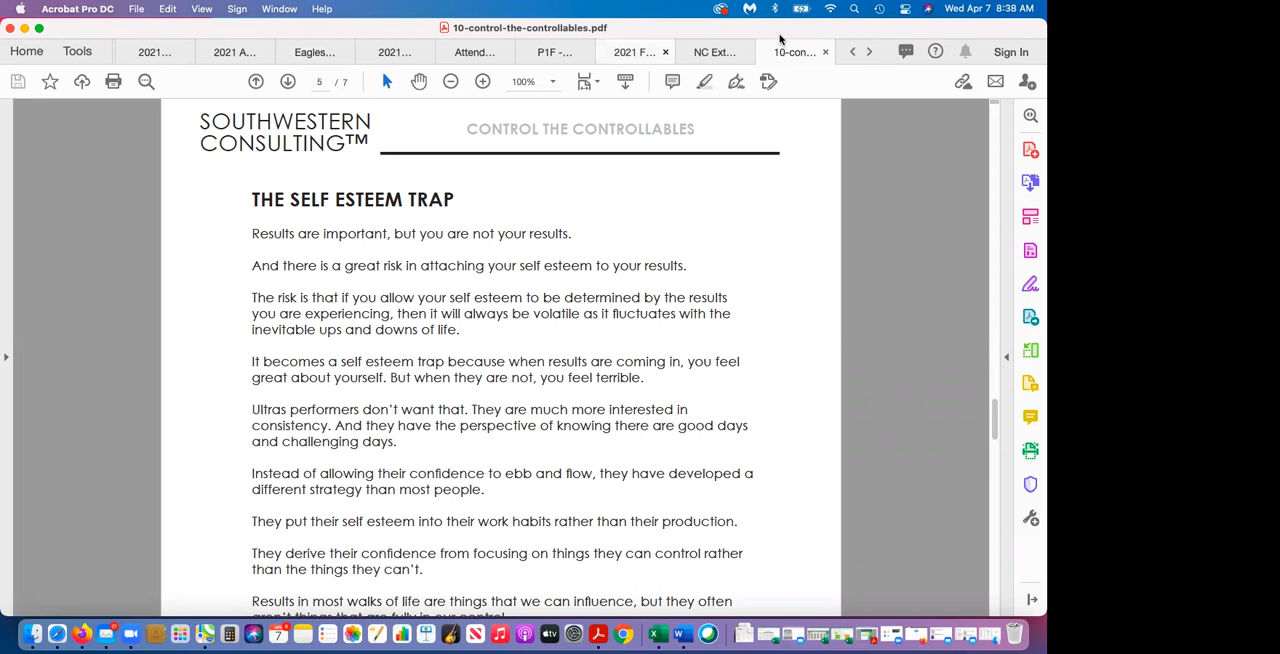 Acrobat Pro DC File Edit View Sign Window Help Wed Apr 7 8:38 AM
10-control-the-controllables.pdf
Home Tools 2021... 2021 A... Eagles... 2021... Attend... P1F -... 2021 F... × NC Ext... 10-con... × Sign In
5 / 7 100%
SOUTHWESTERN
CONSULTING™
CONTROL THE CONTROLLABLES
THE SELF ESTEEM TRAP
Results are important, but you are not your results.
And there is a great risk in attaching your self esteem to your results.
The risk is that if you allow your self esteem to be determined by the results
you are experiencing, then it will always be volatile as it fluctuates with the
inevitable ups and downs of life.
It becomes a self esteem trap because when results are coming in, you feel
great about yourself. But when they are not, you feel terrible.
Ultras performers don't want that. They are much more interested in
consistency. And they have the perspective of knowing there are good days
and challenging days.
Instead of allowing their confidence to ebb and flow, they have developed a
different strategy than most people.
They put their self esteem into their work habits rather than their production.
They derive their confidence from focusing on things they can control rather
than the things they can't.
Results in most walks of life are things that we can influence, but they often
aren't things that are fully in our control.